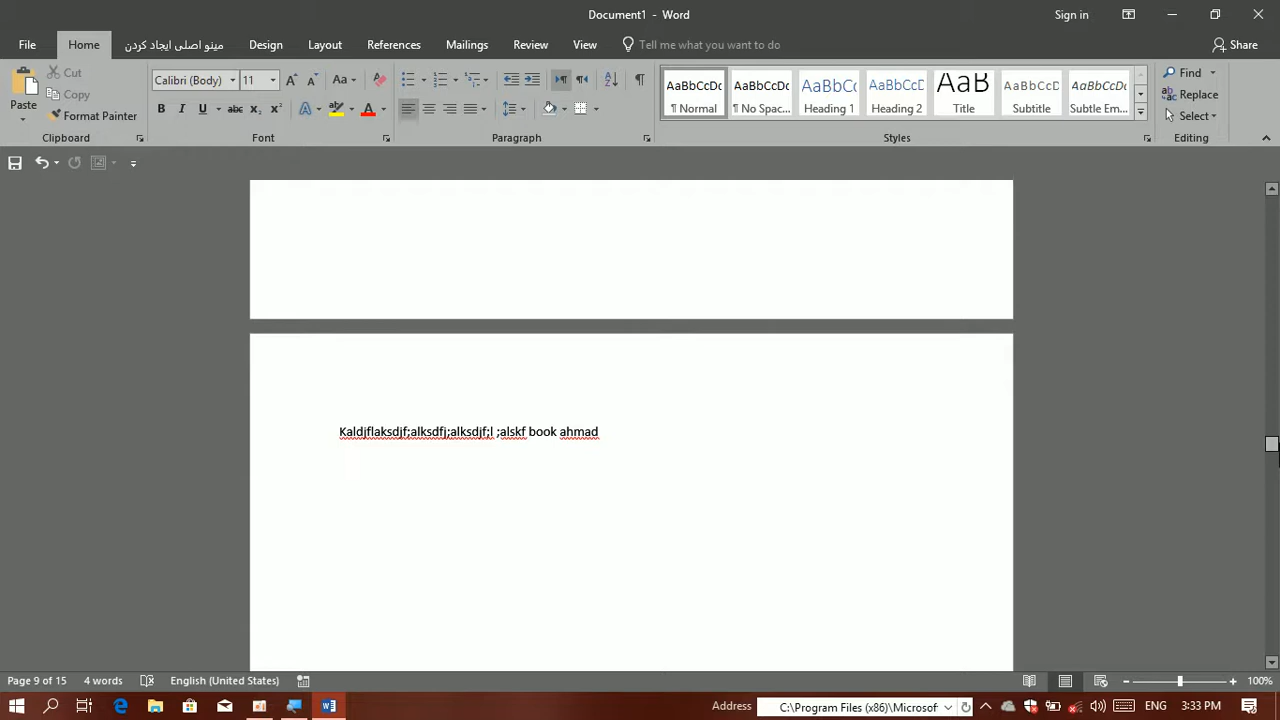 Document1 - Word
Sign in
File Home مینو اصلی ایجاد کردن Design Layout References Mailings Review View Tell me what you want to do Share
Paste
Cut
Copy
Format Painter
Clipboard
Calibri (Body) 11
Font
Paragraph
AaBbCcDc AaBbCcDc AaBbCc AaBbCcD AaB AaBbCcD AaBbCcDc
¶ Normal ¶ No Spac... Heading 1 Heading 2 Title Subtitle Subtle Em...
Styles
Find
Replace
Select
Editing
Kaldjflaksdjf;alksdfj;alksdjf;l ;alskf book ahmad
Page 9 of 15 4 words English (United States) 100%
Address C:\Program Files (x86)\Microsoft ENG 3:33 PM